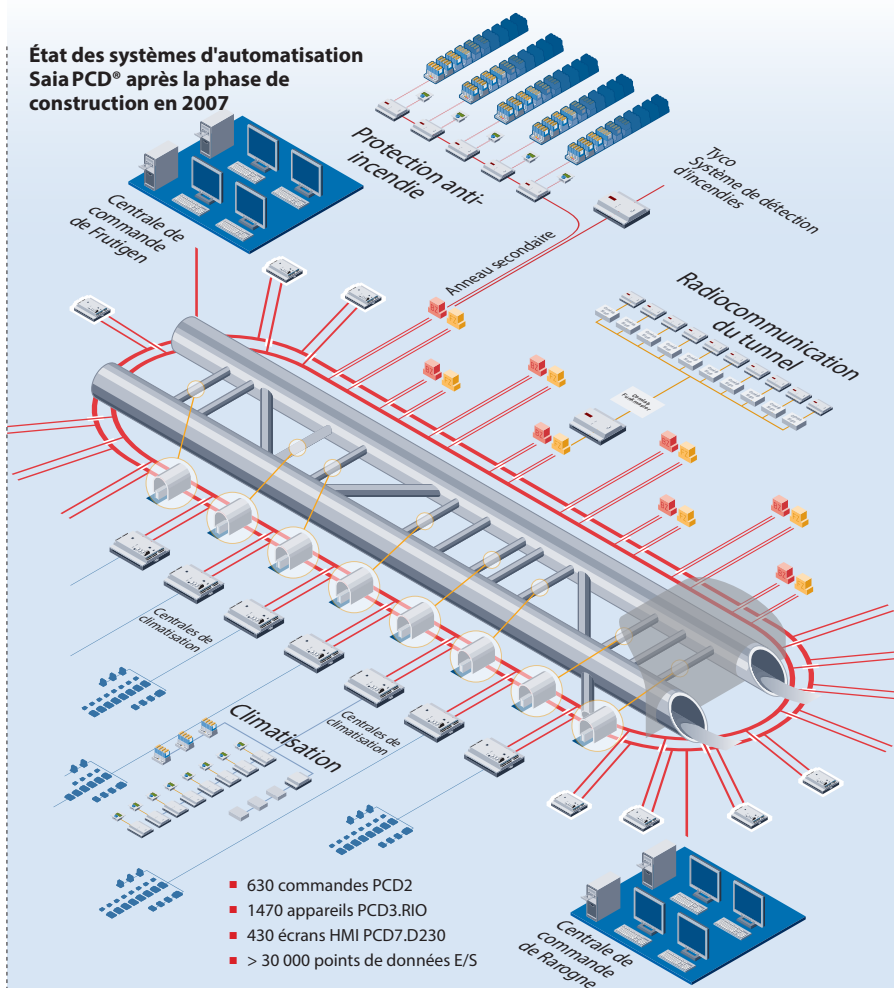 État des systèmes d'automatisation
Saia PCD® après la phase de
construction en 2007
Protection anti-
incendie
Tyco
Système de détection
d'incendies
Centrale de
commande
de Frutigen
Anneau secondaire
Radiocommunication
du tunnel
Centrales de
climatisation
Climatisation
Centrales de
climatisation
630 commandes PCD2
1470 appareils PCD3.RIO
430 écrans HMI PCD7.D230
> 30 000 points de données E/S
Centrale de
commande
de Rarogne